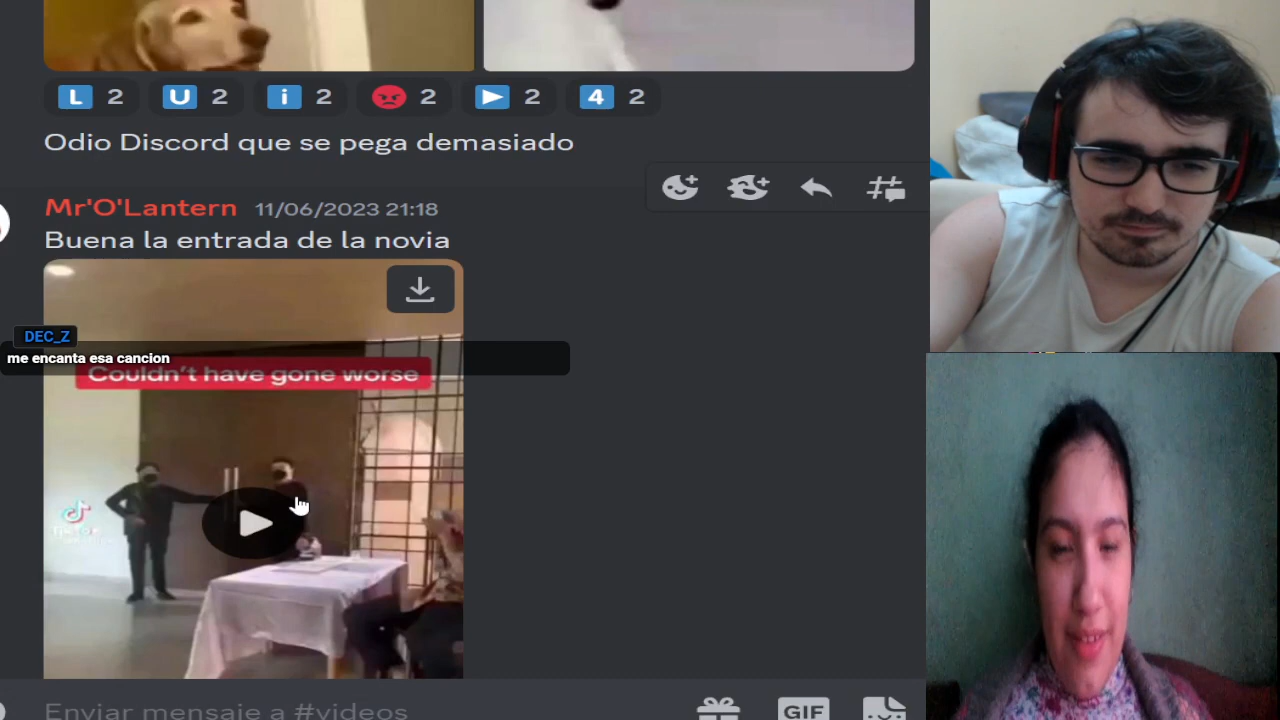 L 2 U 2 i 2 2 2 4 2
Odio Discord que se pega demasiado
Mr'O'Lantern 11/06/2023 21:18
Buena la entrada de la novia
DEC_Z
me encanta esa cancion
Couldn't have gone worse
TikTok
Enviar mensaje a #videos
GIF